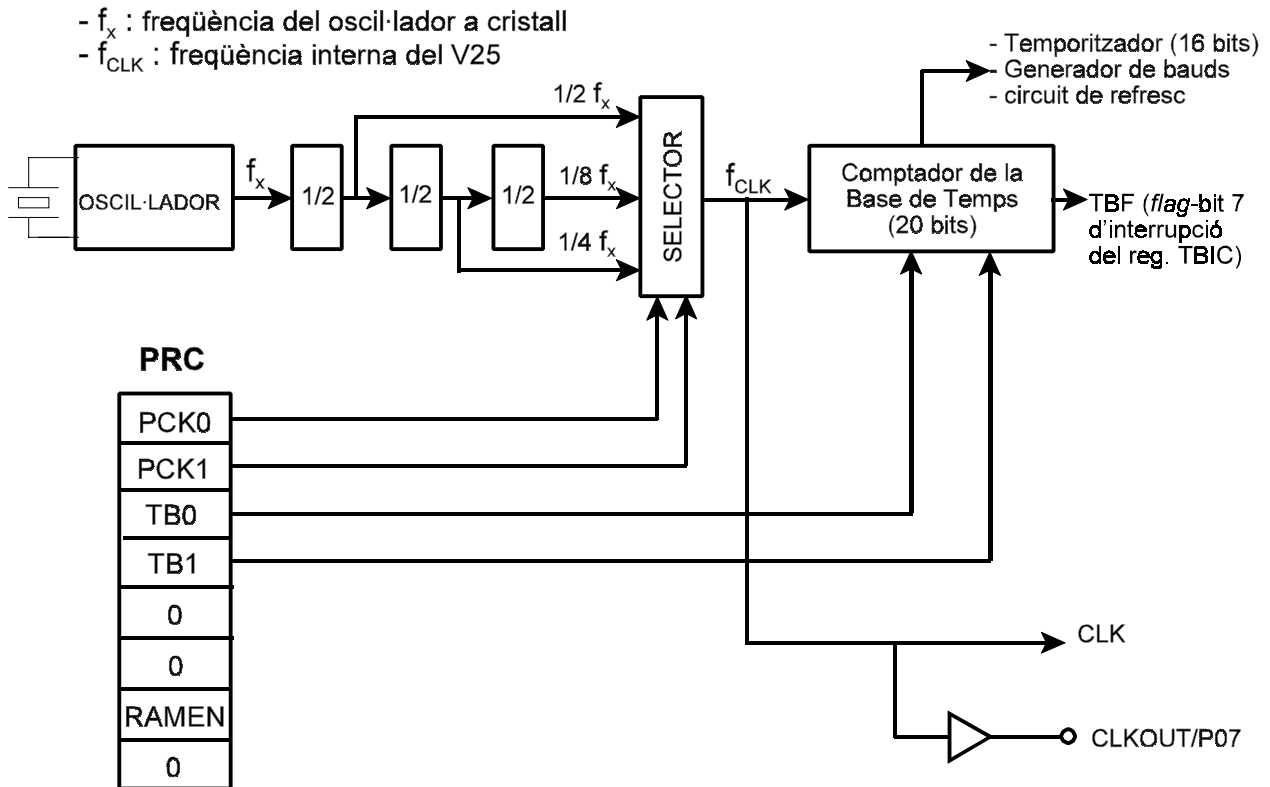 - fx : freqüència del oscil·lador a cristall
- fCLK : freqüència interna del V25
- Temporitzador (16 bits)
- Generador de bauds
- circuit de refresc
1/2 fx
OSCIL·LADOR
fx
1/2
1/2
1/2
1/8 fx
1/4 fx
SELECTOR
fCLK
Comptador de la
Base de Temps
(20 bits)
TBF (flag-bit 7
d'interrupció
del reg. TBIC)
PRC
PCK0
PCK1
TB0
TB1
0
0
RAMEN
0
CLK
CLKOUT/P07